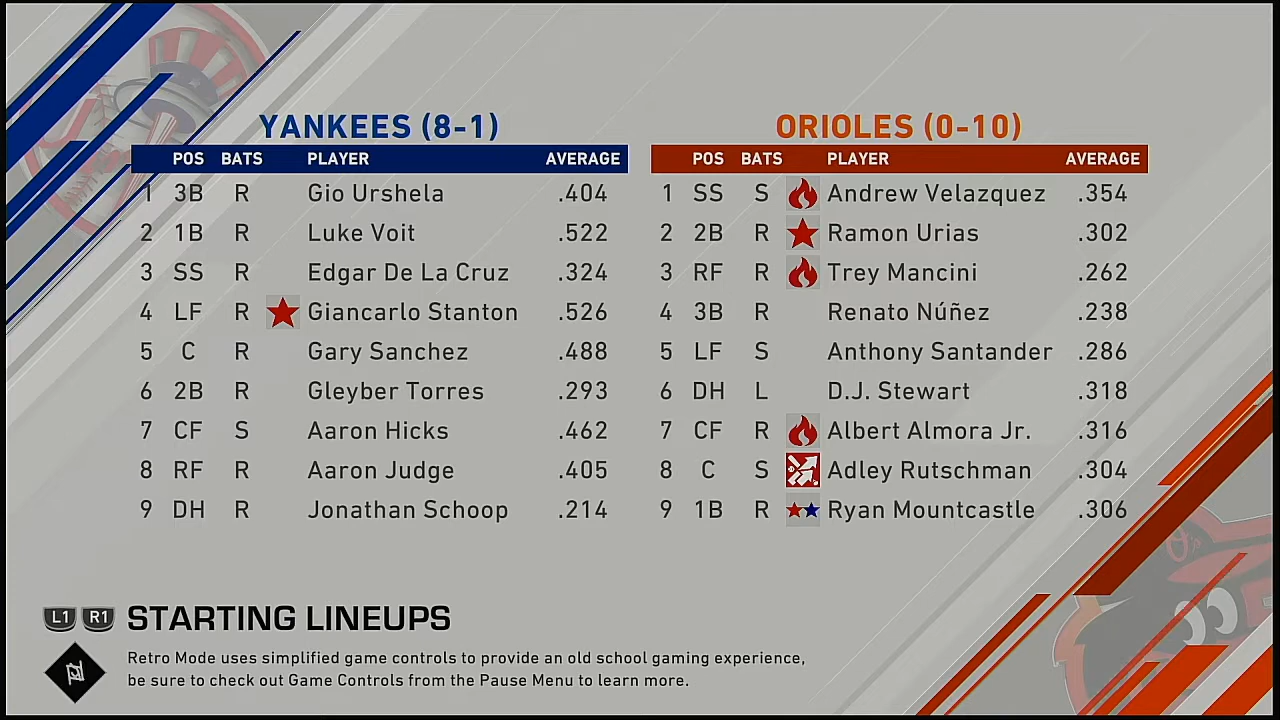 YANKEES (8-1)
POS BATS PLAYER AVERAGE
1 3B R Gio Urshela .404
2 1B R Luke Voit .522
3 SS R Edgar De La Cruz .324
4 LF R Giancarlo Stanton .526
5 C R Gary Sanchez .488
6 2B R Gleyber Torres .293
7 CF S Aaron Hicks .462
8 RF R Aaron Judge .405
9 DH R Jonathan Schoop .214
ORIOLES (0-10)
POS BATS PLAYER AVERAGE
1 SS S Andrew Velazquez .354
2 2B R Ramon Urias .302
3 RF R Trey Mancini .262
4 3B R Renato Núñez .238
5 LF S Anthony Santander .286
6 DH L D.J. Stewart .318
7 CF R Albert Almora Jr. .316
8 C S Adley Rutschman .304
9 1B R Ryan Mountcastle .306
L1 R1 STARTING LINEUPS
Retro Mode uses simplified game controls to provide an old school gaming experience,
be sure to check out Game Controls from the Pause Menu to learn more.